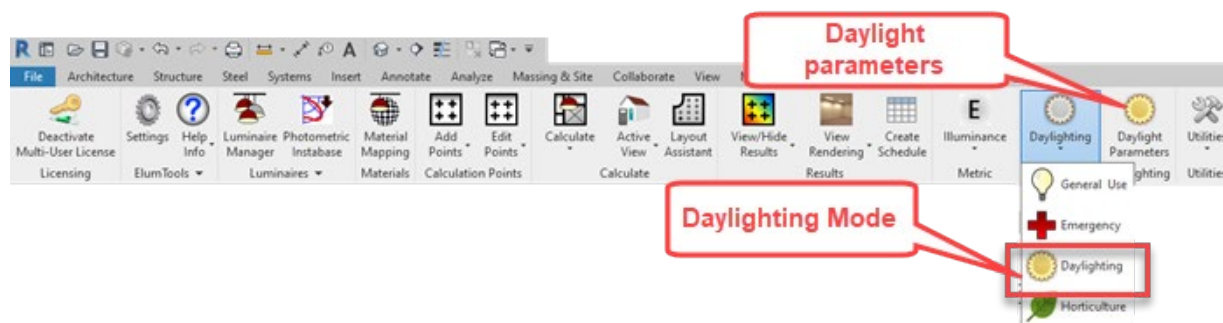 Daylight
parameters
File Architecture Structure Steel Systems Insert Annotate Analyze Massing & Site Collaborate View
Deactivate
Multi-User License
Settings
Help
Info
Luminaire
Manager
Photometric
Instabase
Material
Mapping
Add
Points
Edit
Points
Calculate
Active
View
Layout
Assistant
View/Hide
Results
View
Rendering
Create
Schedule
E
Illuminance
Daylighting
Daylight
Parameters
Utilities
Licensing ElumTools Luminaires Materials Calculation Points Calculate Results Metric ghting Utilities
General Use
Emergency
Daylighting
Horticulture
Daylighting Mode